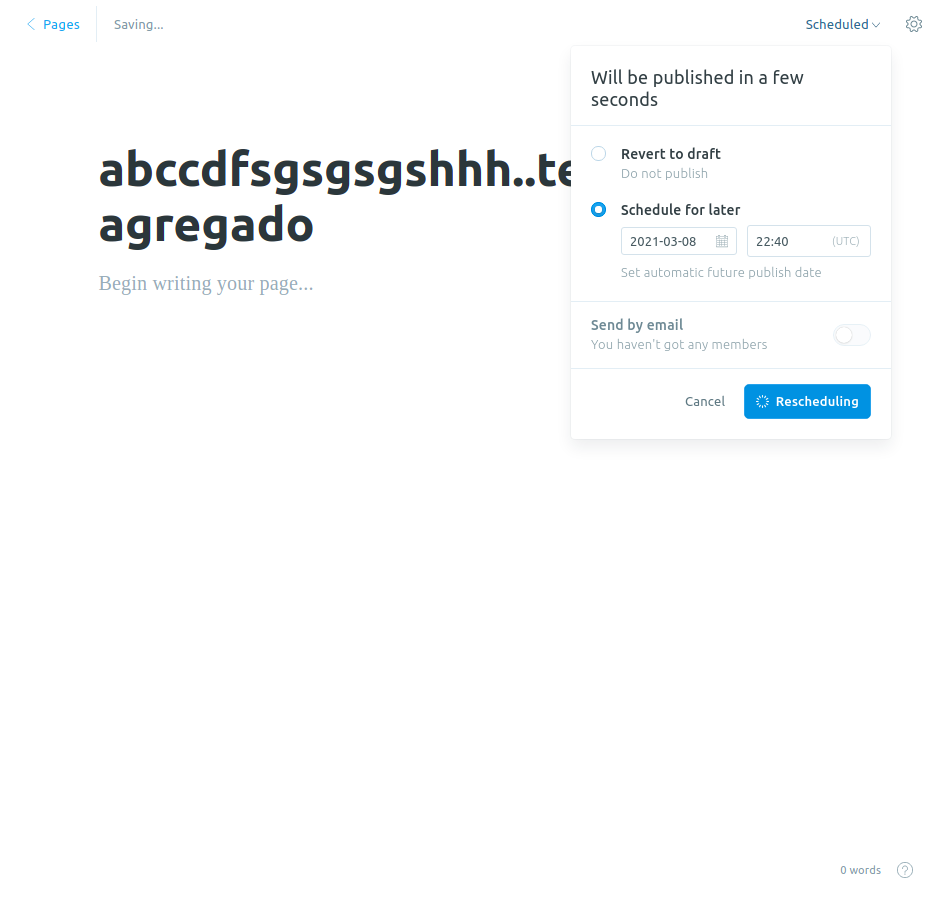 Pages
Saving...
Scheduled
Will be published in a few
seconds
abccdfsgsgsgshhh..te
agregado
Begin writing your page...
Revert to draft
Do not publish
Schedule for later
2021-03-08
22:40 (UTC)
Set automatic future publish date
Send by email
You haven't got any members
Cancel
Rescheduling
0 words
?